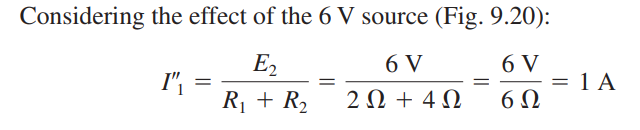 Considering the effect of the 6 V source (Fig. 9.20):
I″₁ = E₂ / (R₁ + R₂) = 6 V / (2 Ω + 4 Ω) = 6 V / 6 Ω = 1 A